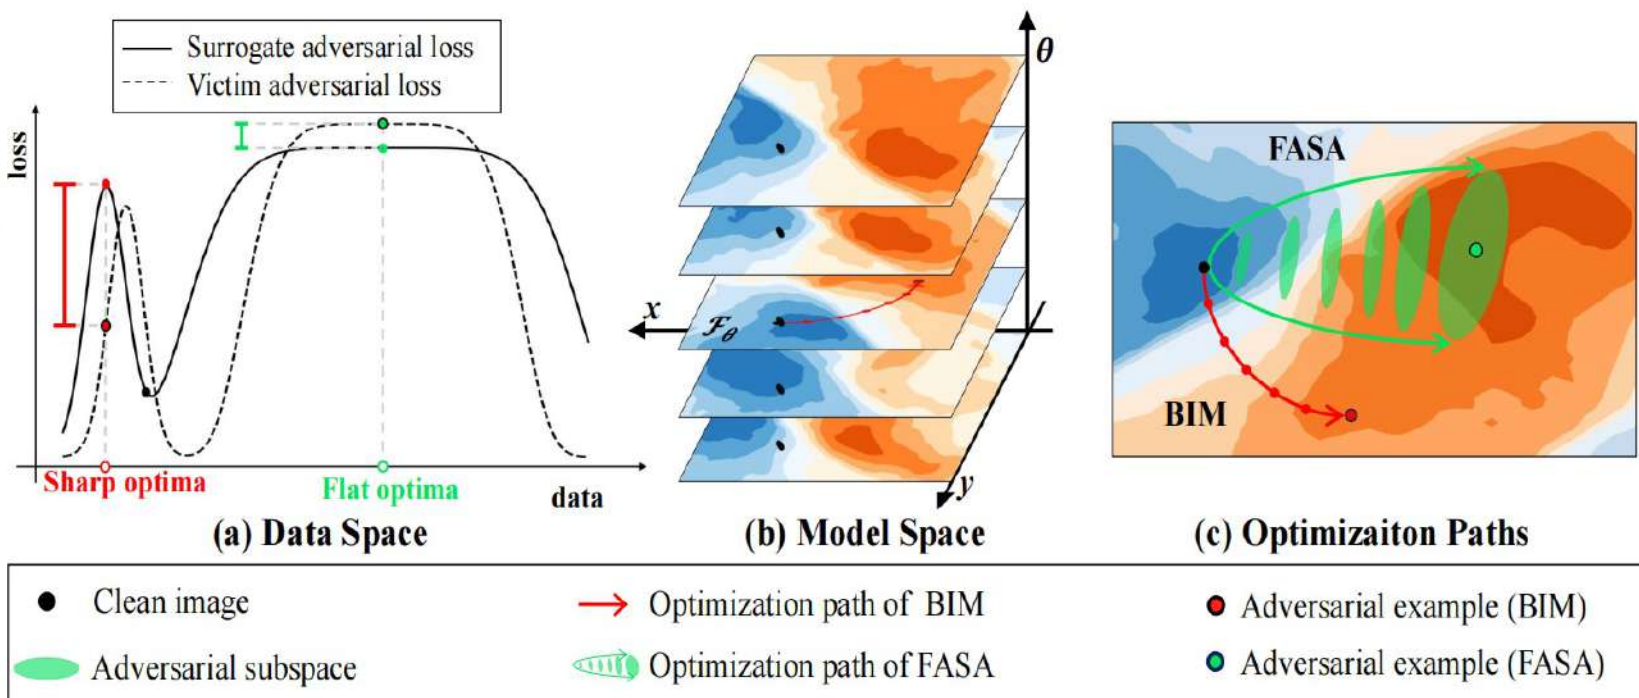 Surrogate adversarial loss
Victim adversarial loss
loss
Sharp optima
Flat optima
data
(a) Data Space
θ
x
ℱθ
y
(b) Model Space
FASA
BIM
(c) Optimizaiton Paths
Clean image
Optimization path of BIM
Adversarial example (BIM)
Adversarial subspace
Optimization path of FASA
Adversarial example (FASA)